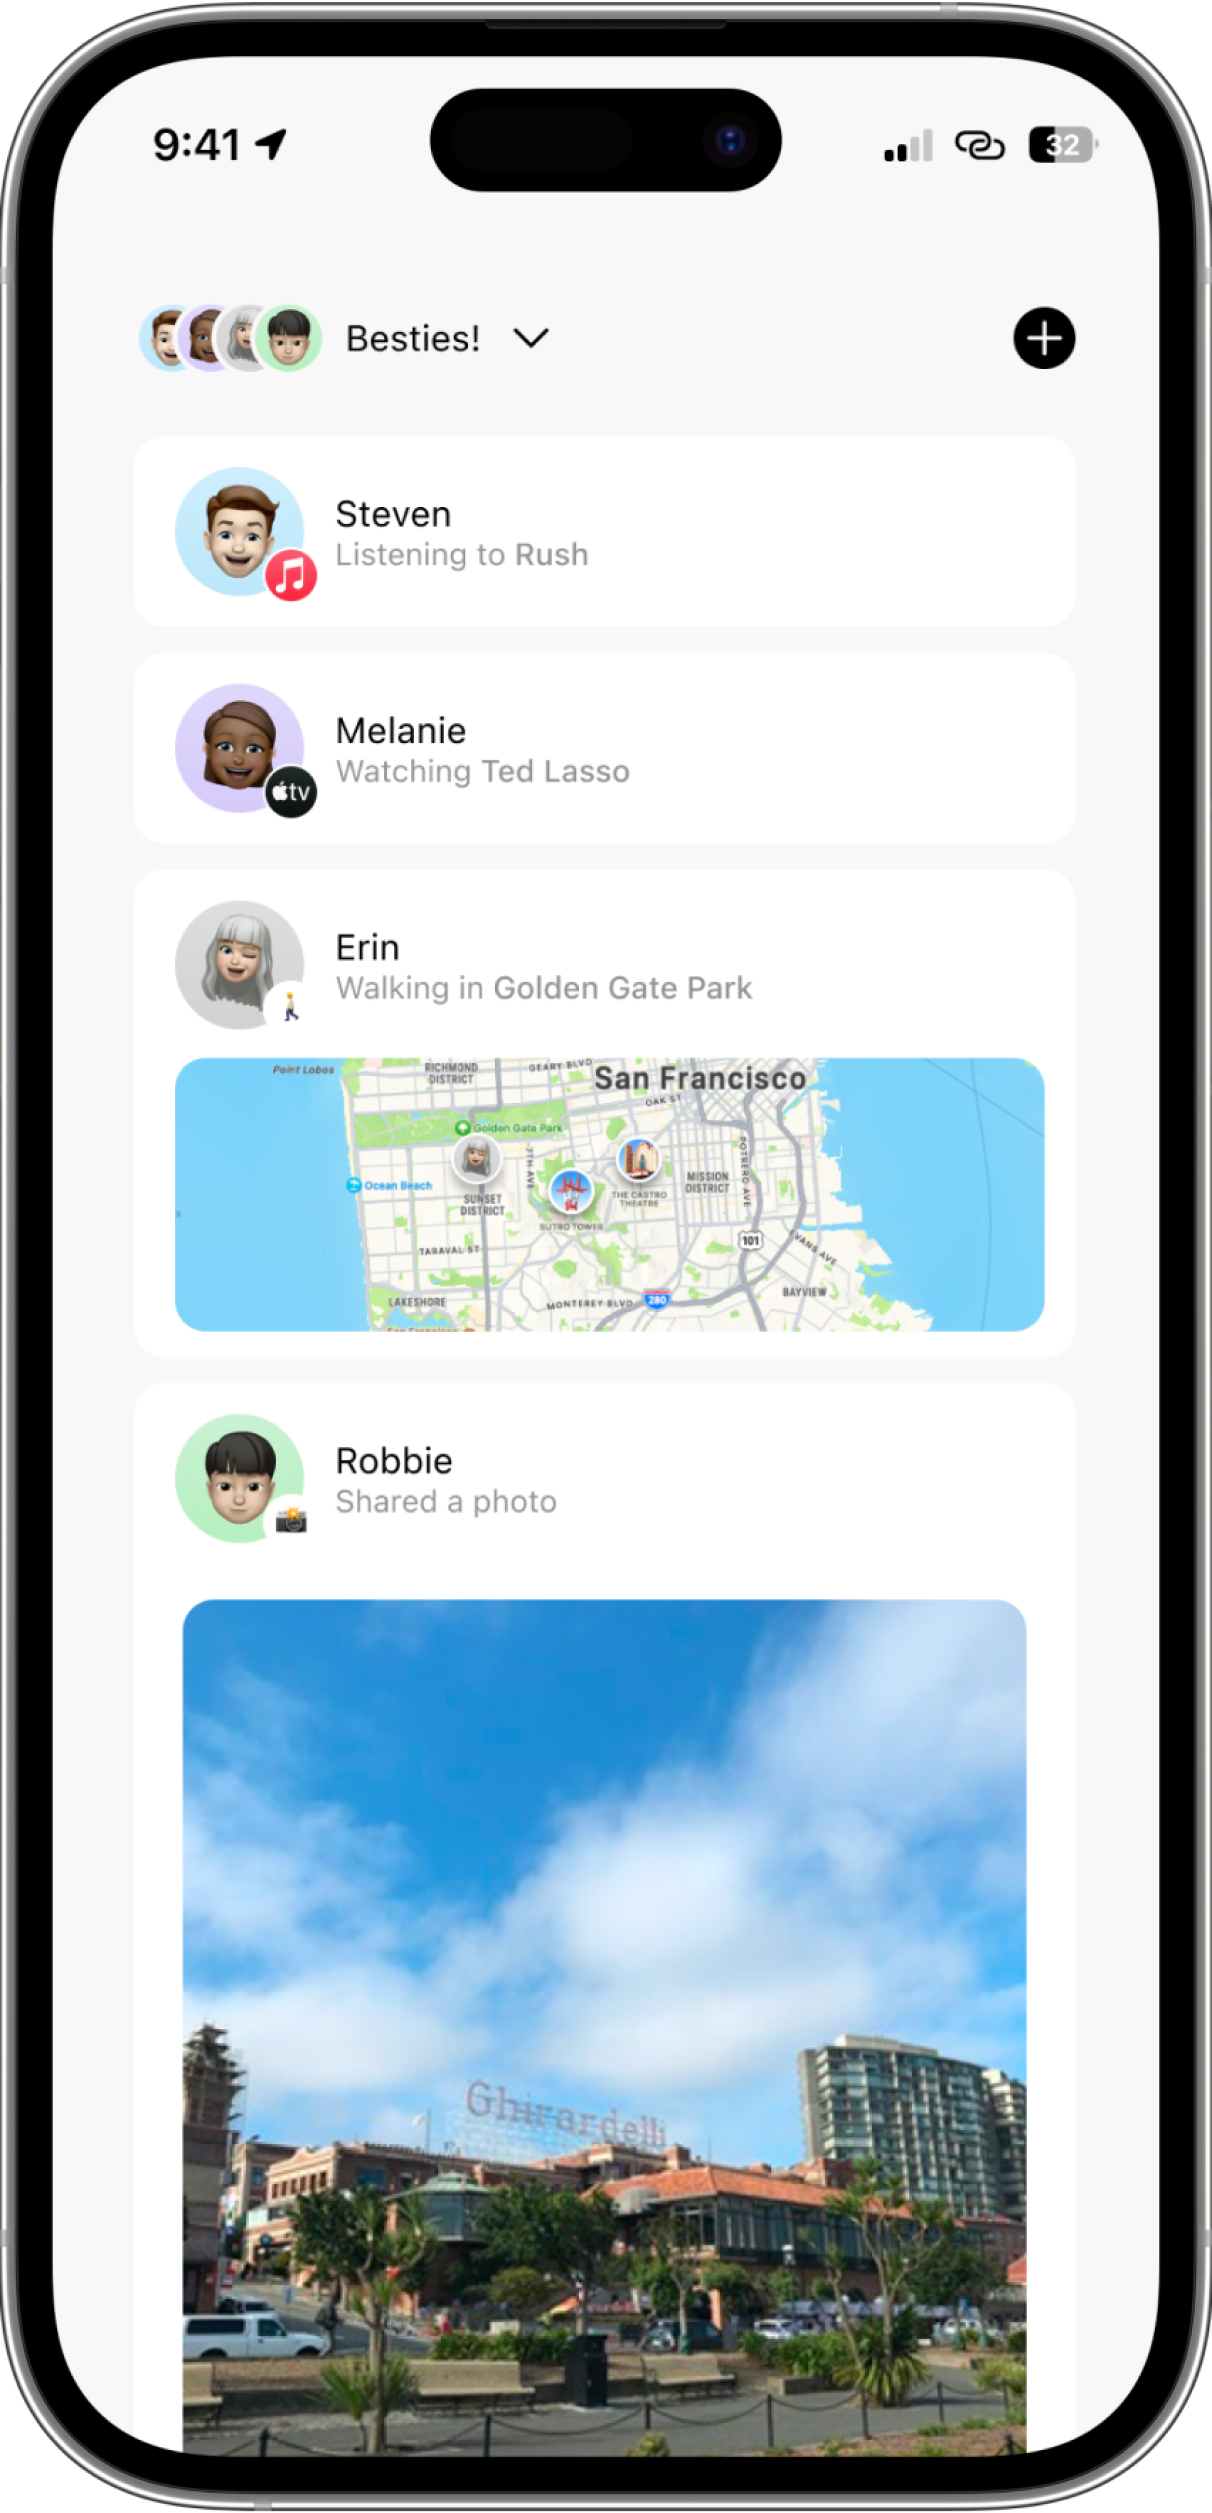 9:41
32
Besties!
Steven
Listening to Rush
Melanie
tv
Watching Ted Lasso
Erin
Walking in Golden Gate Park
Point Lobos
RICHMOND
DISTRICT
GEARY BLVD
San Francisco
OAK ST
Golden Gate Park
7TH AVE
POTRERO AVE
Ocean Beach
SUNSET
DISTRICT
MISSION
DISTRICT
THE CASTRO
THEATRE
SUTRO TOWER
101
EVANS AVE
TARAVAL ST
LAKESHORE
MONTEREY BLVD
280
BAYVIEW
San Francisco
Robbie
Shared a photo
Ghirardelli